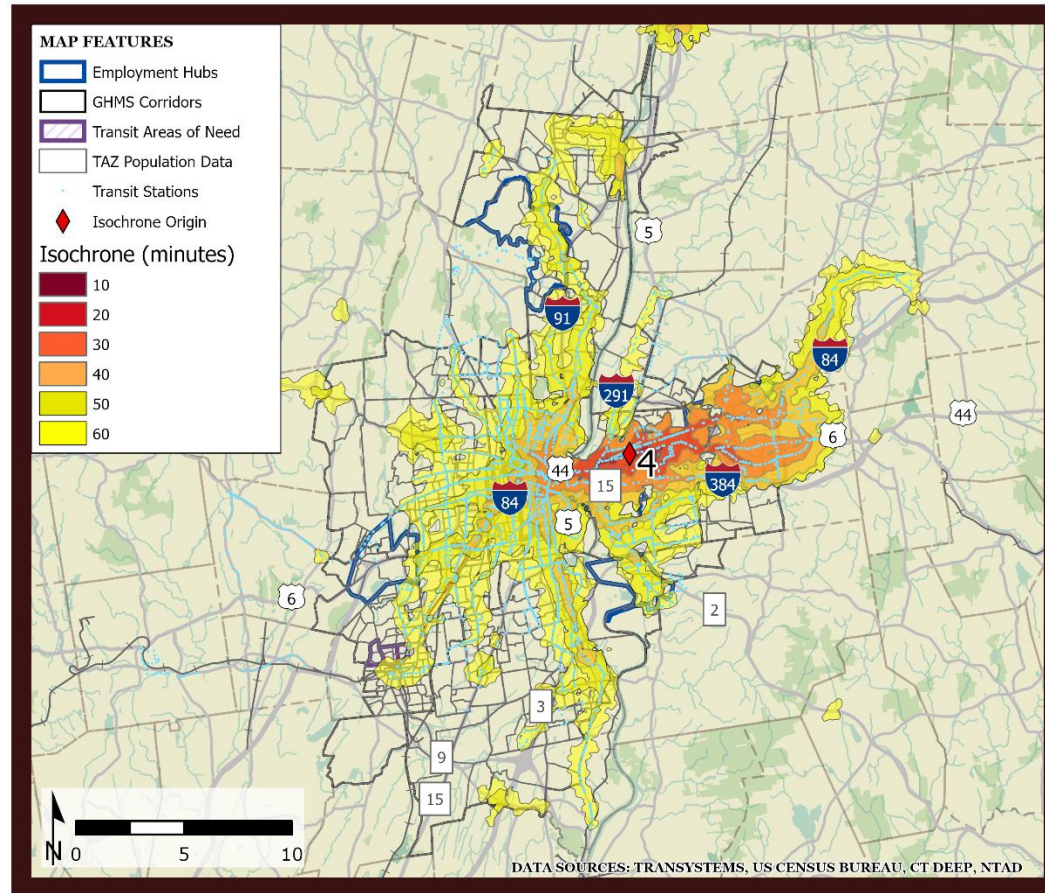 MAP FEATURES
Employment Hubs
GHMS Corridors
Transit Areas of Need
TAZ Population Data
Transit Stations
Isochrone Origin
Isochrone (minutes)
10
20
30
40
50
60
5
91
84
291
44
6
4
44
15
384
84
5
6
2
3
9
15
N
0 5 10
DATA SOURCES: TRANSYSTEMS, US CENSUS BUREAU, CT DEEP, NTAD